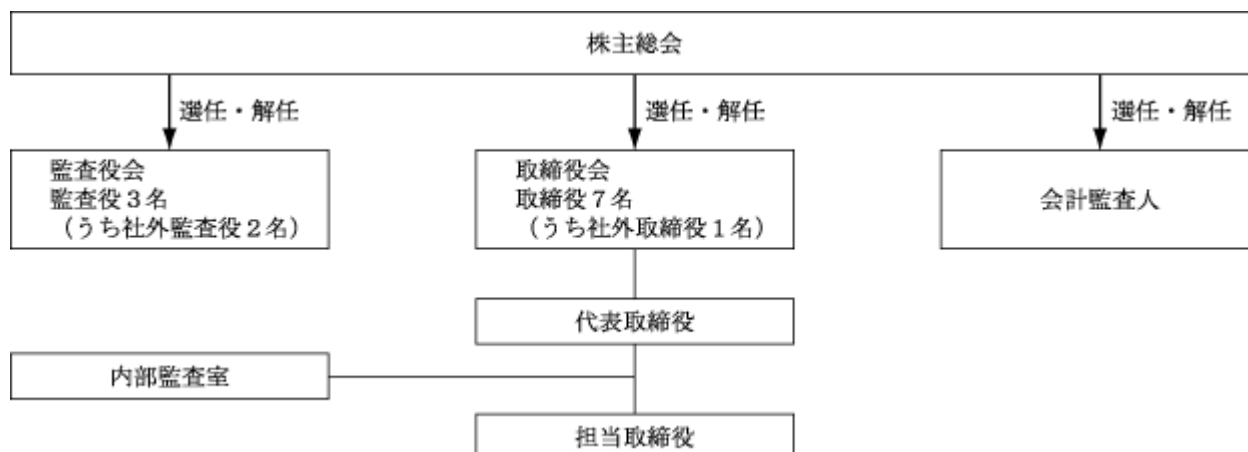 株主総会
選任・解任
選任・解任
選任・解任
監査役会
監査役3名
（うち社外監査役2名）
取締役会
取締役7名
（うち社外取締役1名）
会計監査人
代表取締役
内部監査室
担当取締役